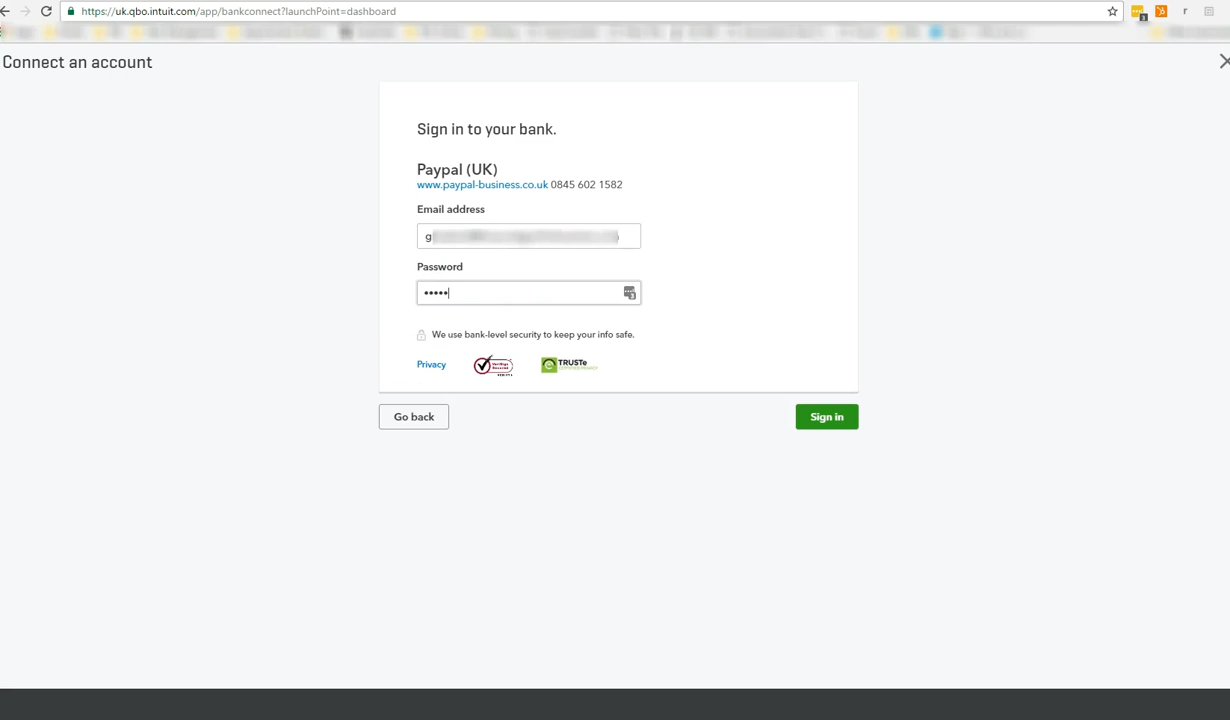 https://uk.qbo.intuit.com/app/bankconnect?launchPoint=dashboard
Connect an account
Sign in to your bank.
Paypal (UK)
www.paypal-business.co.uk 0845 602 1582
Email address
g
Password
•••••
We use bank-level security to keep your info safe.
Privacy
TRUSTe
Go back
Sign in